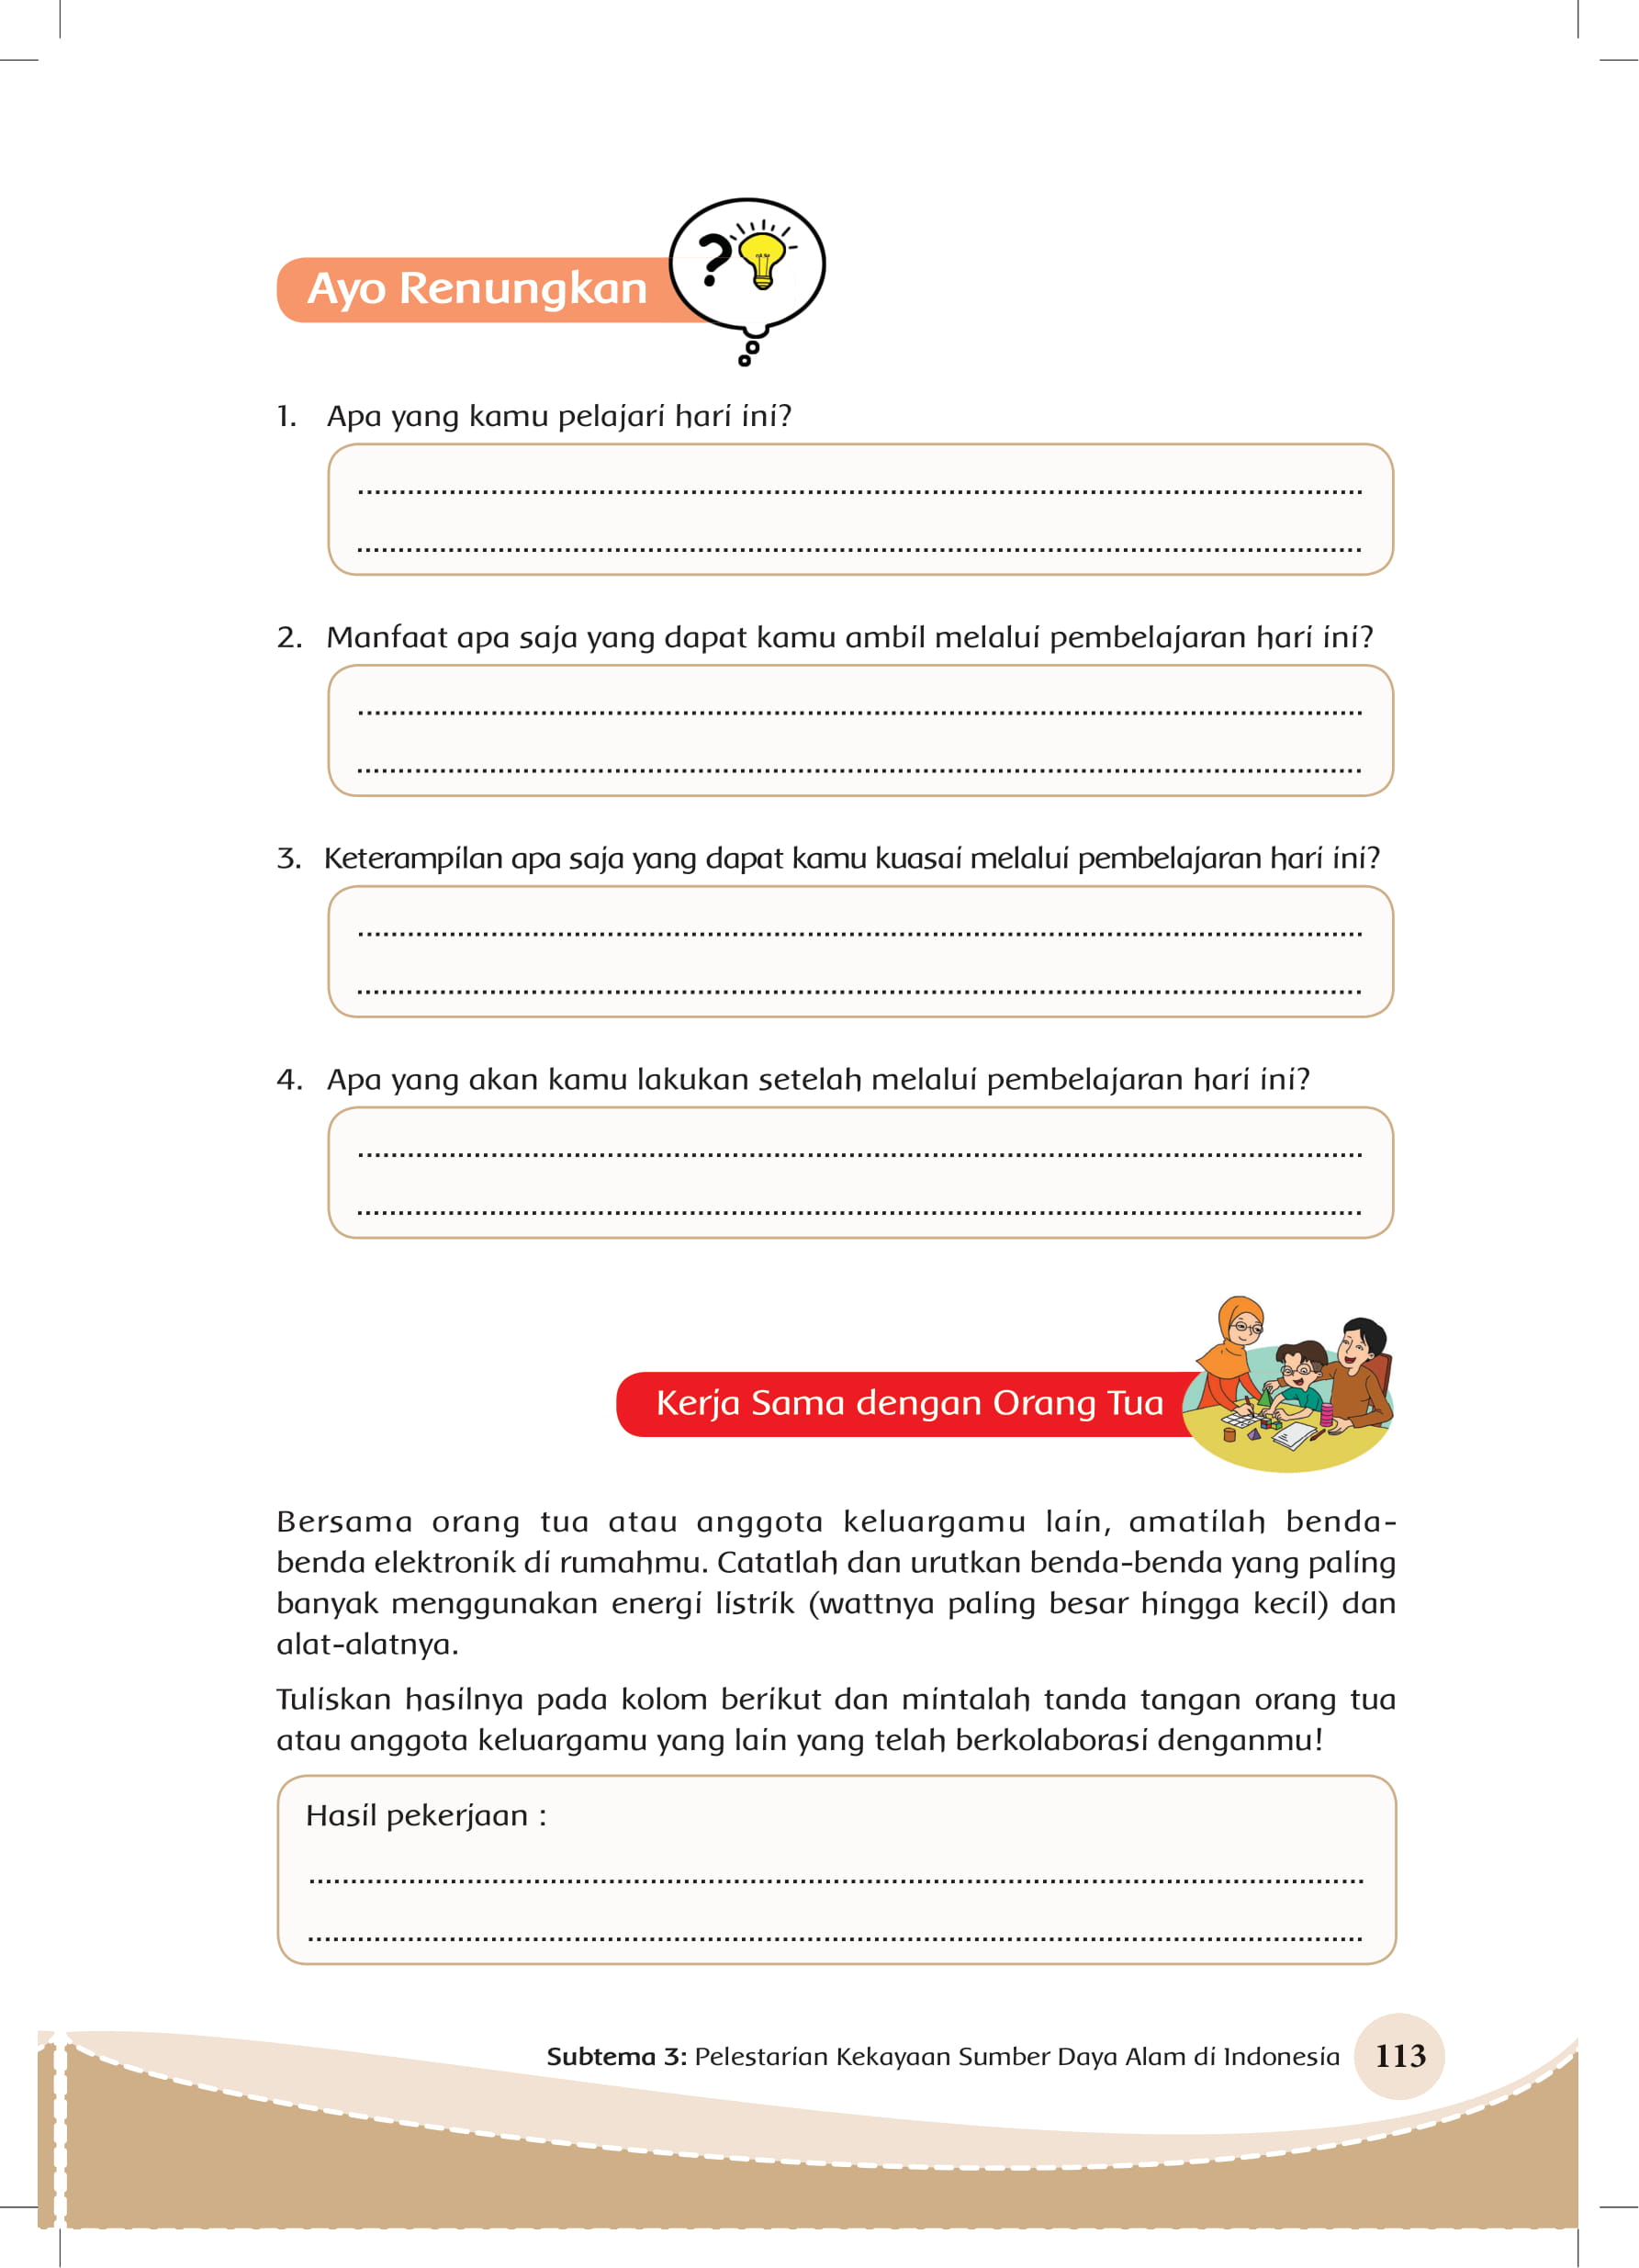 Ayo Renungkan
?
1. Apa yang kamu pelajari hari ini?
2. Manfaat apa saja yang dapat kamu ambil melalui pembelajaran hari ini?
3. Keterampilan apa saja yang dapat kamu kuasai melalui pembelajaran hari ini?
4. Apa yang akan kamu lakukan setelah melalui pembelajaran hari ini?
Kerja Sama dengan Orang Tua
Bersama orang tua atau anggota keluargamu lain, amatilah benda-
benda elektronik di rumahmu. Catatlah dan urutkan benda-benda yang paling
banyak menggunakan energi listrik (wattnya paling besar hingga kecil) dan
alat-alatnya.
Tuliskan hasilnya pada kolom berikut dan mintalah tanda tangan orang tua
atau anggota keluargamu yang lain yang telah berkolaborasi denganmu!
Hasil pekerjaan :
Subtema 3: Pelestarian Kekayaan Sumber Daya Alam di Indonesia 113